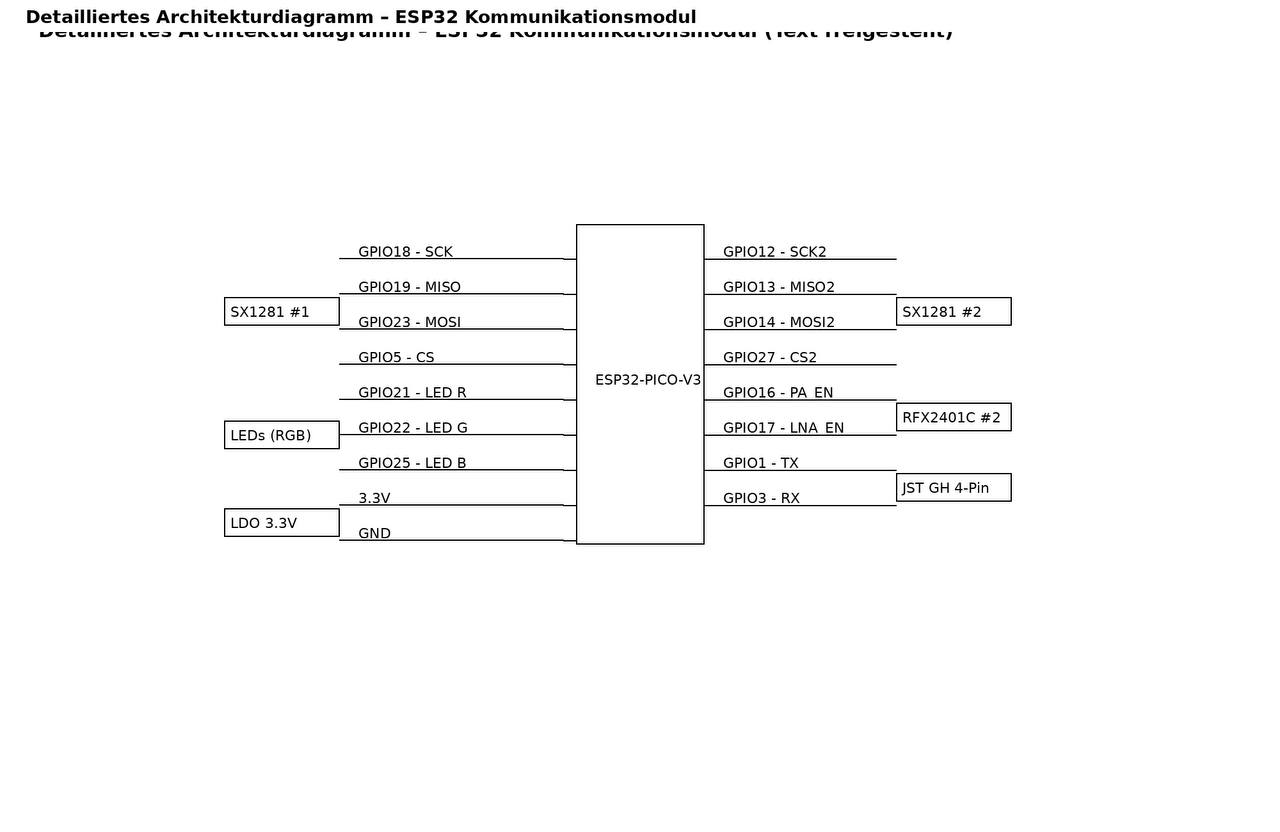 Detailliertes Architekturdiagramm – ESP32 Kommunikationsmodul
Detailliertes Architekturdiagramm – ESP32 Kommunikationsmodul (Text freigestellt)
GPIO18 - SCK
GPIO19 - MISO
SX1281 #1
GPIO23 - MOSI
GPIO5 - CS
GPIO21 - LED R
GPIO22 - LED G
LEDs (RGB)
GPIO25 - LED B
3.3V
LDO 3.3V
GND
ESP32-PICO-V3
GPIO12 - SCK2
GPIO13 - MISO2
SX1281 #2
GPIO14 - MOSI2
GPIO27 - CS2
GPIO16 - PA_EN
RFX2401C #2
GPIO17 - LNA_EN
GPIO1 - TX
JST GH 4-Pin
GPIO3 - RX